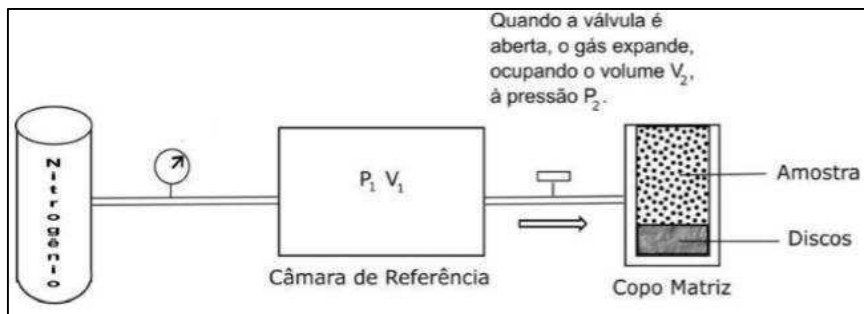 Quando a válvula é
aberta, o gás expande,
ocupando o volume V₂,
à pressão P₂.
Nitrogênio
P₁ V₁
Amostra
Discos
Câmara de Referência
Copo Matriz